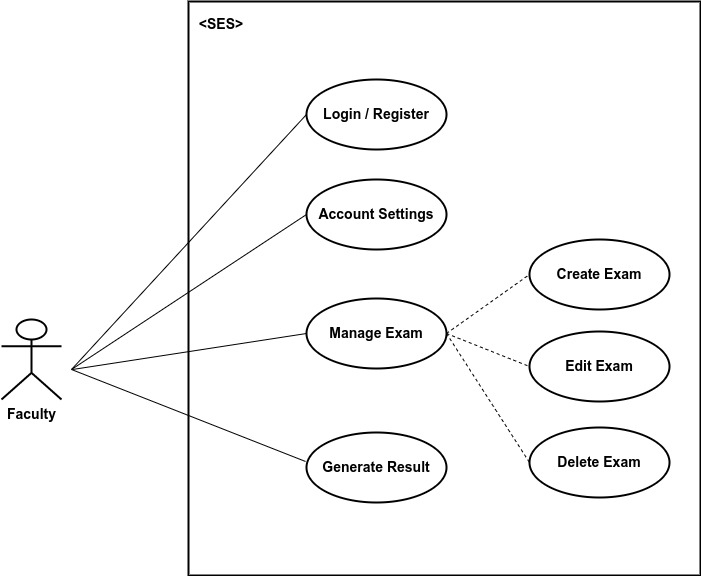 <SES>
Login / Register
Account Settings
Manage Exam
Create Exam
Edit Exam
Delete Exam
Generate Result
Faculty